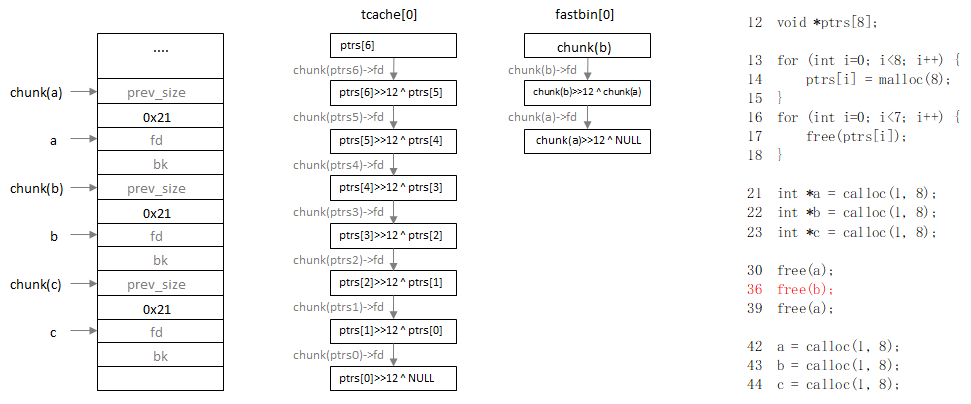 tcache[0]
fastbin[0]
....
chunk(a)
prev_size
0x21
a
fd
bk
chunk(b)
prev_size
0x21
b
fd
bk
chunk(c)
prev_size
0x21
c
fd
bk
ptrs[6]
chunk(ptrs6)->fd
ptrs[6]>>12 ^ ptrs[5]
chunk(ptrs5)->fd
ptrs[5]>>12 ^ ptrs[4]
chunk(ptrs4)->fd
ptrs[4]>>12 ^ ptrs[3]
chunk(ptrs3)->fd
ptrs[3]>>12 ^ ptrs[2]
chunk(ptrs2)->fd
ptrs[2]>>12 ^ ptrs[1]
chunk(ptrs1)->fd
ptrs[1]>>12 ^ ptrs[0]
chunk(ptrs0)->fd
ptrs[0]>>12 ^ NULL
chunk(b)
chunk(b)->fd
chunk(b)>>12 ^ chunk(a)
chunk(a)->fd
chunk(a)>>12 ^ NULL
12 void *ptrs[8];
13 for (int i=0; i<8; i++) {
14 ptrs[i] = malloc(8);
15 }
16 for (int i=0; i<7; i++) {
17 free(ptrs[i]);
18 }
21 int *a = calloc(1, 8);
22 int *b = calloc(1, 8);
23 int *c = calloc(1, 8);
30 free(a);
36 free(b);
39 free(a);
42 a = calloc(1, 8);
43 b = calloc(1, 8);
44 c = calloc(1, 8);